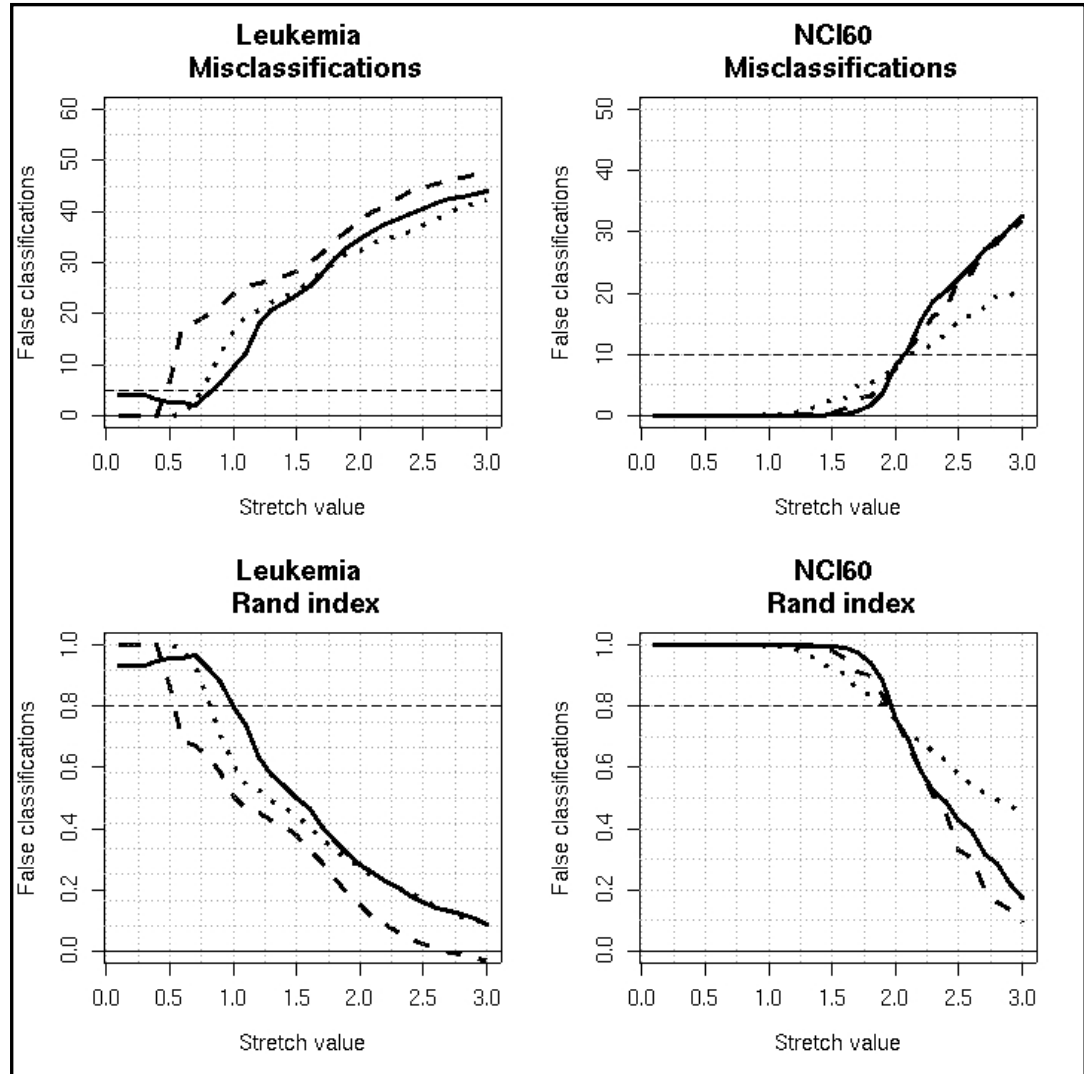 Leukemia
Misclassifications
False classifications
60
50
40
30
20
10
5
0
0.0 0.5 1.0 1.5 2.0 2.5 3.0
Stretch value
NCI60
Misclassifications
False classifications
50
40
30
20
10
0
0.0 1.0 1.5 2.0 2.5 3.0
Stretch value
Leukemia
Rand index
False classifications
1.0
0.8
0.6
0.4
0.2
0.0
0.0 0.5 1.0 1.5 2.0 2.5 3.0
Stretch value
NCI60
Rand index
False classifications
1.0
0.8
0.6
0.4
0.2
0.0
0.0 1.0 1.5 2.0 2.5 3.0
Stretch value